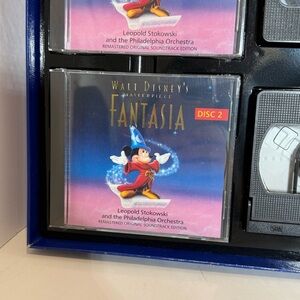 Leopold Stokowski
and the Philadelphia Orchestra
REMASTERED ORIGINAL SOUNDTRACK EDITION
WALT DISNEY'S
MASTERPIECE
FANTASIA
DISC 2
Leopold Stokowski
and the Philadelphia Orchestra
REMASTERED ORIGINAL SOUNDTRACK EDITION